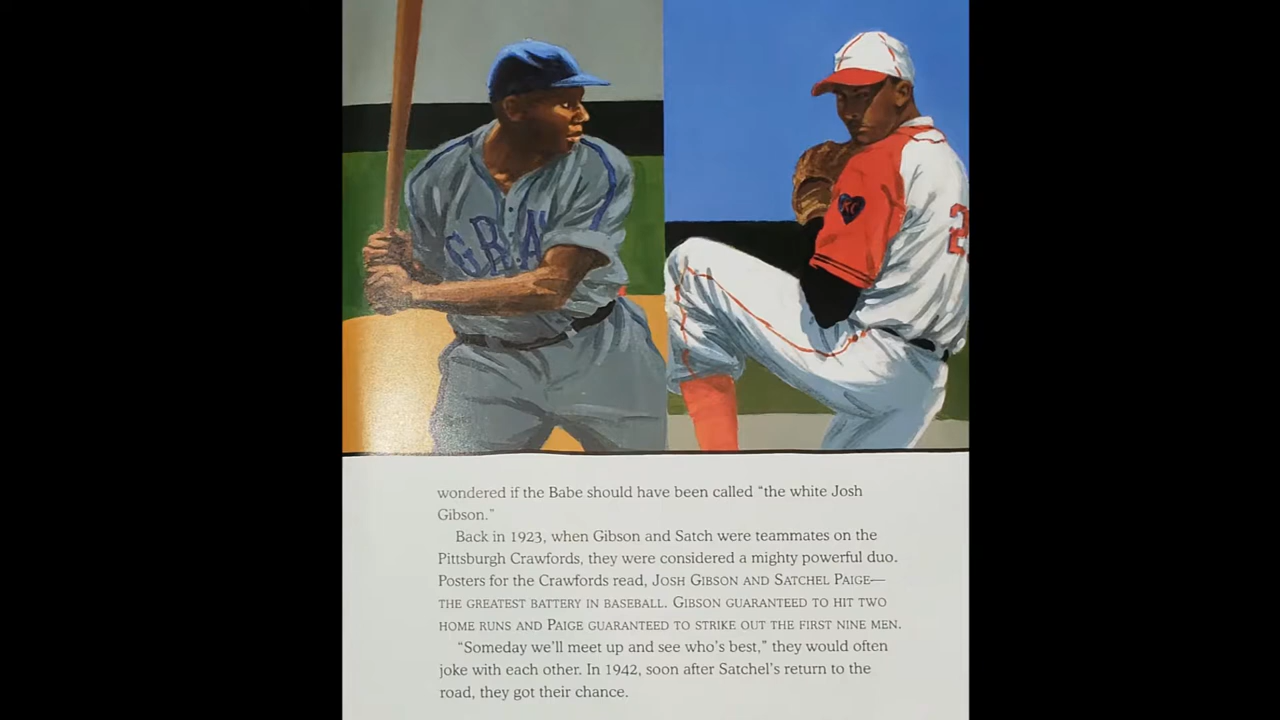 GRA
KC
2
wondered if the Babe should have been called “the white Josh
Gibson.”
Back in 1923, when Gibson and Satch were teammates on the
Pittsburgh Crawfords, they were considered a mighty powerful duo.
Posters for the Crawfords read, JOSH GIBSON AND SATCHEL PAIGE—
THE GREATEST BATTERY IN BASEBALL. GIBSON GUARANTEED TO HIT TWO
HOME RUNS AND PAIGE GUARANTEED TO STRIKE OUT THE FIRST NINE MEN.
“Someday we’ll meet up and see who’s best,” they would often
joke with each other. In 1942, soon after Satchel’s return to the
road, they got their chance.